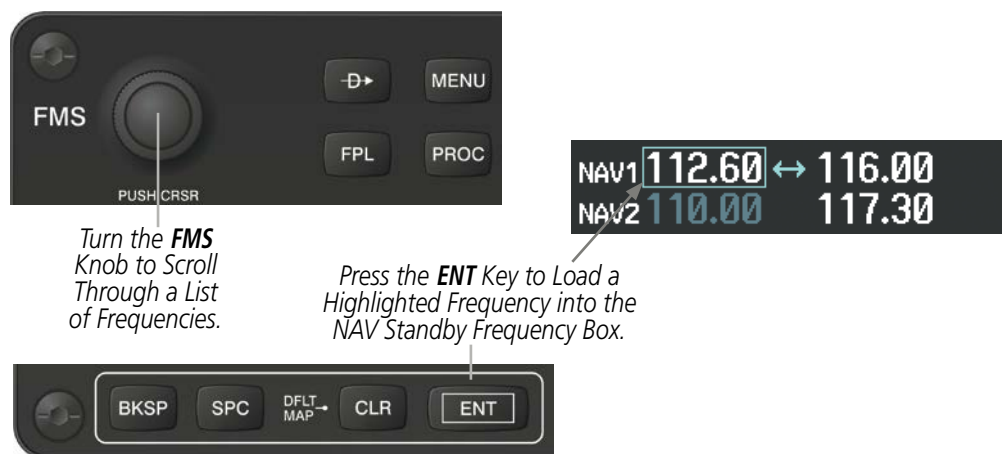 FMS
PUSH CRSR
D
MENU
FPL
PROC
NAV1 112.60 ↔ 116.00
NAV2 110.00 117.30
Turn the FMS
Knob to Scroll
Through a List
of Frequencies.
Press the ENT Key to Load a
Highlighted Frequency into the
NAV Standby Frequency Box.
BKSP
SPC
DFLT
MAP
CLR
ENT